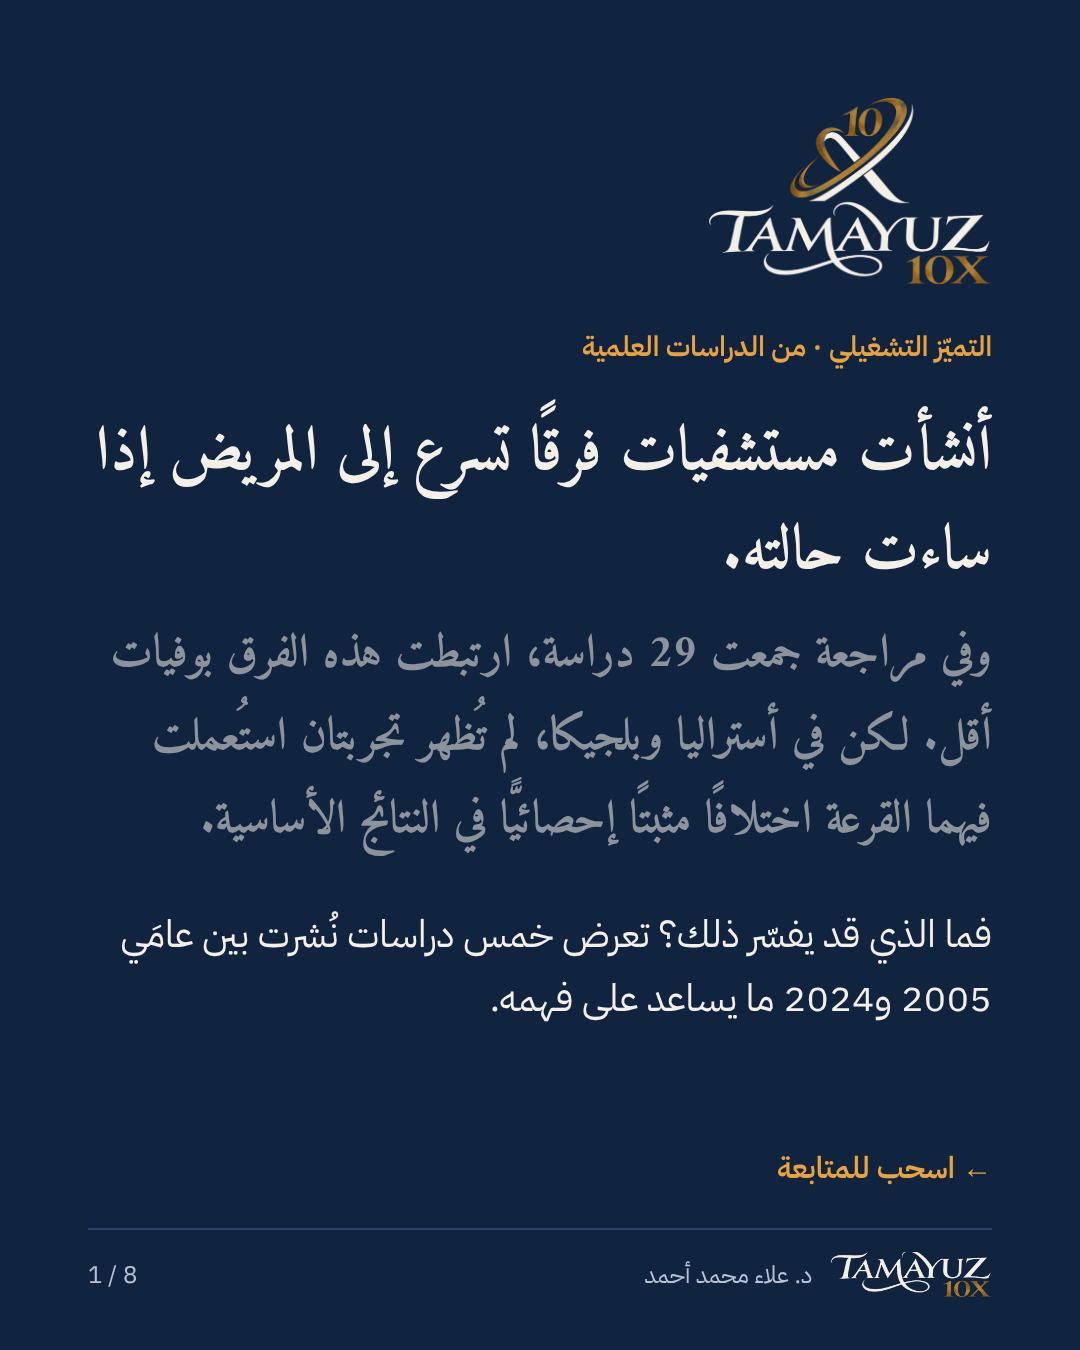 10
TAMAYUZ
10X
التميّز التشغيلي · من الدراسات العلمية
أنشأت مستشفيات فرقًا تسرع إلى المريض إذا
ساءت حالته.
وفي مراجعة جمعت 29 دراسة، ارتبطت هذه الفرق بوفيات
أقل. لكن في أستراليا وبلجيكا، لم تُظهر تجربتان استُعملت
فيهما القرعة اختلافًا مثبتًا إحصائيًّا في النتائج الأساسية.
فما الذي قد يفسّر ذلك؟ تعرض خمس دراسات نُشرت بين عامَي
2005 و2024 ما يساعد على فهمه.
← اسحب للمتابعة
TAMAYUZ
10X
د. علاء محمد أحمد
1 / 8